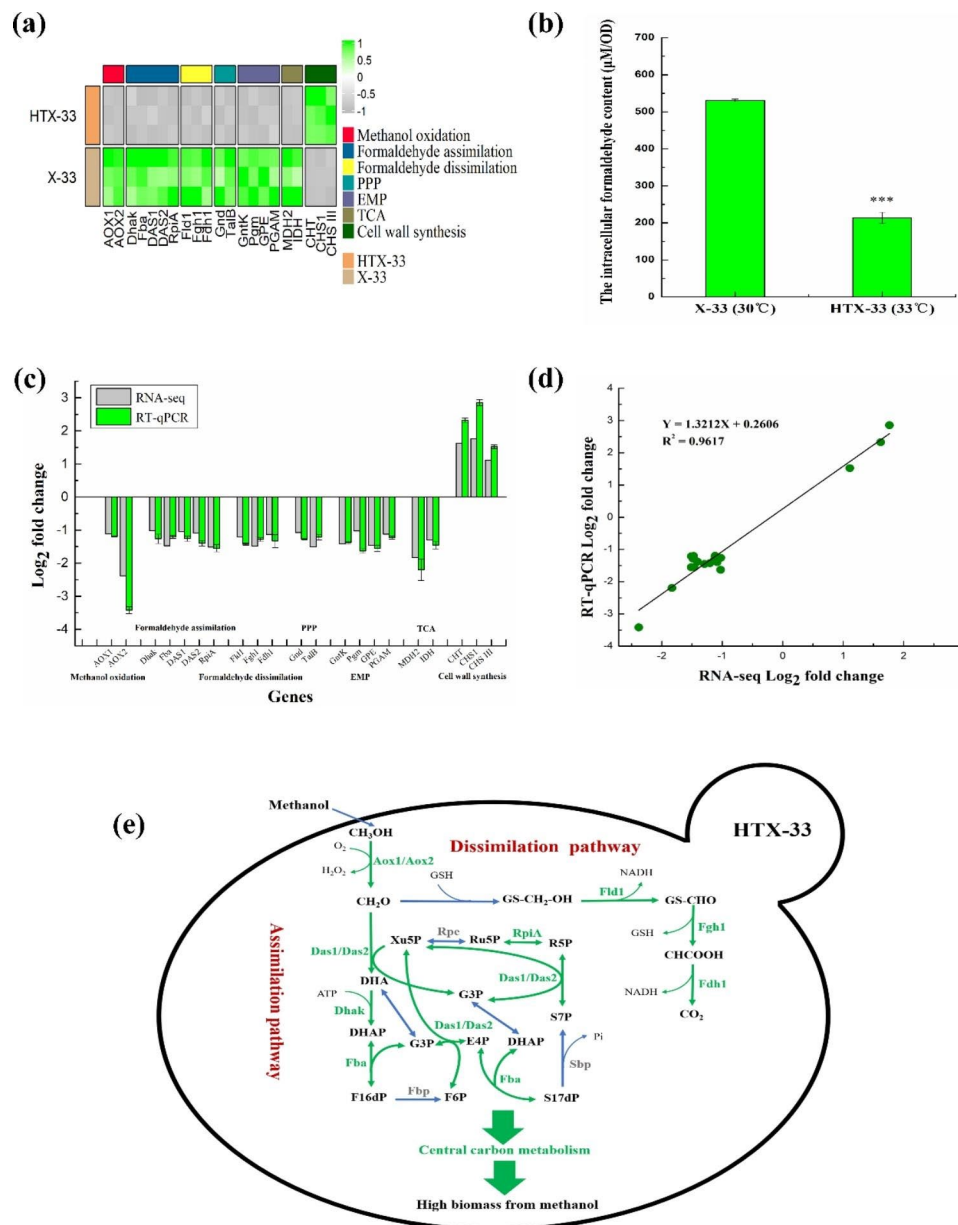 (a)
1
0.5
0
-0.5
-1
HTX-33
X-33
Methanol oxidation
Formaldehyde assimilation
Formaldehyde dissimilation
PPP
EMP
TCA
Cell wall synthesis
HTX-33
X-33
AOX1
AOX2
Dhak
Fba
DAS1
DAS2
RpiA
Fld1
Fgh1
Fdh1
Gnd
TalB
GntK
Pgm
GPE
PGAM
MDH2
IDH
CHT
CHS1
CHS III
(b)
The intracellular formaldehyde content (μM/OD)
700
600
500
400
300
200
100
0
***
X-33 (30℃)
HTX-33 (33℃)
(c)
RNA-seq
RT-qPCR
Log2 fold change
3
2
1
0
-1
-2
-3
-4
Formaldehyde assimilation
PPP
TCA
AOX1
AOX2
Dhak
Fba
DAS1
DAS2
RpiA
Fld1
Fgh1
Fdh1
Gnd
TalB
GntK
Pgm
GPE
PGAM
MDH2
IDH
CHT
CHS1
CHS III
Methanol oxidation
Formaldehyde dissimilation
EMP
Cell wall synthesis
Genes
(d)
RT-qPCR Log2 fold change
4
3
2
1
0
-1
-2
-3
-4
Y = 1.3212X + 0.2606
R2 = 0.9617
-2
-1
0
1
2
RNA-seq Log2 fold change
(e)
HTX-33
Methanol
CH3OH
O2
H2O2
Aox1/Aox2
Dissimilation pathway
CH2O
GSH
GS-CH2-OH
Fld1
NADH
GS-CHO
GSH
Fgh1
CHCOOH
NADH
Fdh1
CO2
Assimilation pathway
Das1/Das2
Xu5P
Rpe
Ru5P
RpiA
R5P
DHA
G3P
Das1/Das2
ATP
Dhak
S7P
DHAP
G3P
Das1/Das2
E4P
DHAP
Pi
Sbp
Fba
Fba
F16dP
Fbp
F6P
S17dP
Central carbon metabolism
High biomass from methanol